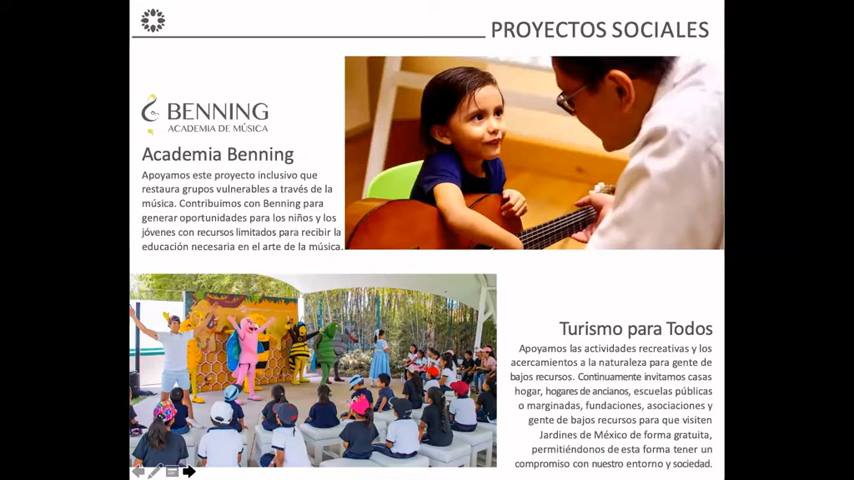 PROYECTOS SOCIALES
BENNING
ACADEMIA DE MÚSICA
Academia Benning
Apoyamos este proyecto inclusivo que
restaura grupos vulnerables a través de la
música. Contribuimos con Benning para
generar oportunidades para los niños y los
jóvenes con recursos limitados para recibir la
educación necesaria en el arte de la música.
Turismo para Todos
Apoyamos las actividades recreativas y los
acercamientos a la naturaleza para gente de
bajos recursos. Continuamente invitamos casas
hogar, hogares de ancianos, escuelas públicas
o marginadas, fundaciones, asociaciones y
gente de bajos recursos para que visiten
Jardines de México de forma gratuita,
permitiéndonos de esta forma tener un
compromiso con nuestro entorno y sociedad.